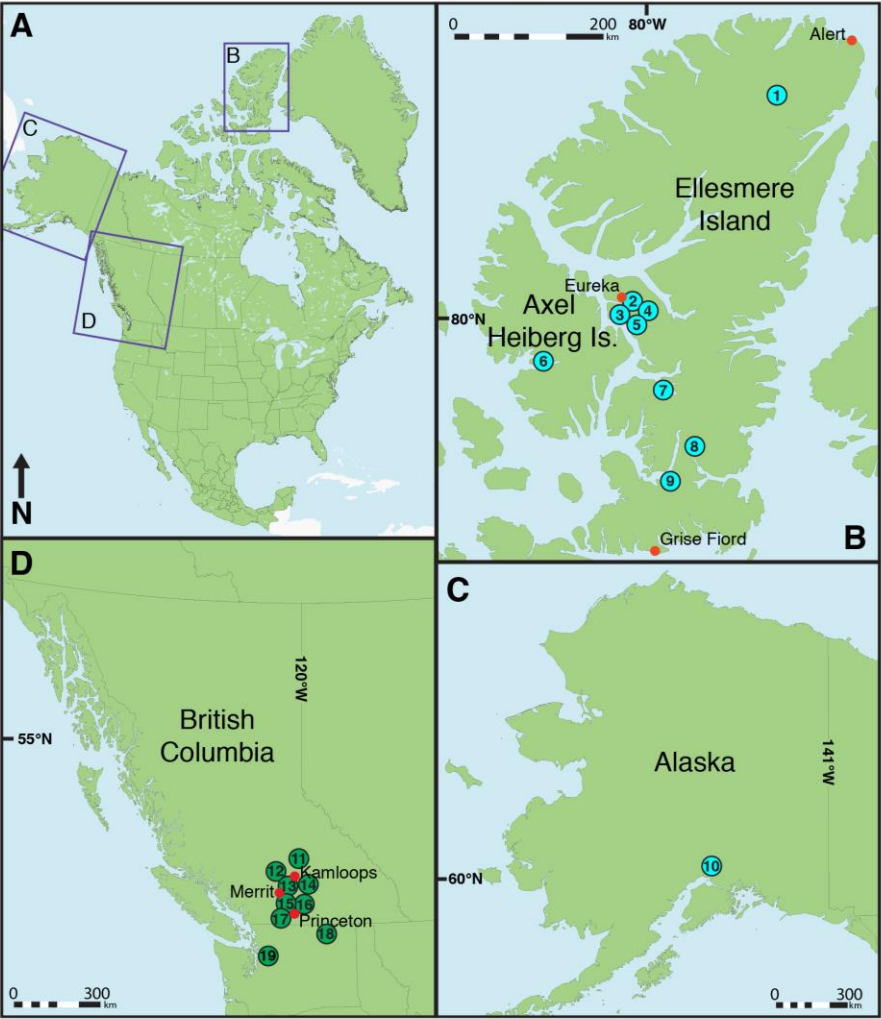 A
B
C
D
N
0 200
km
80°W
Alert
1
Ellesmere
Island
Eureka
2
3
4
5
Axel
Heiberg Is.
80°N
6
7
8
9
Grise Fiord
B
D
120°W
British
Columbia
55°N
11
12
Kamloops
13
14
Merrit
15
16
17
Princeton
18
19
0 300
km
C
Alaska
141°W
10
60°N
0 300
km